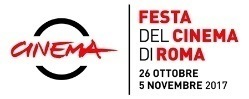 CINEMA
FESTA
DEL CINEMA
DI ROMA
26 OTTOBRE
5 NOVEMBRE 2017